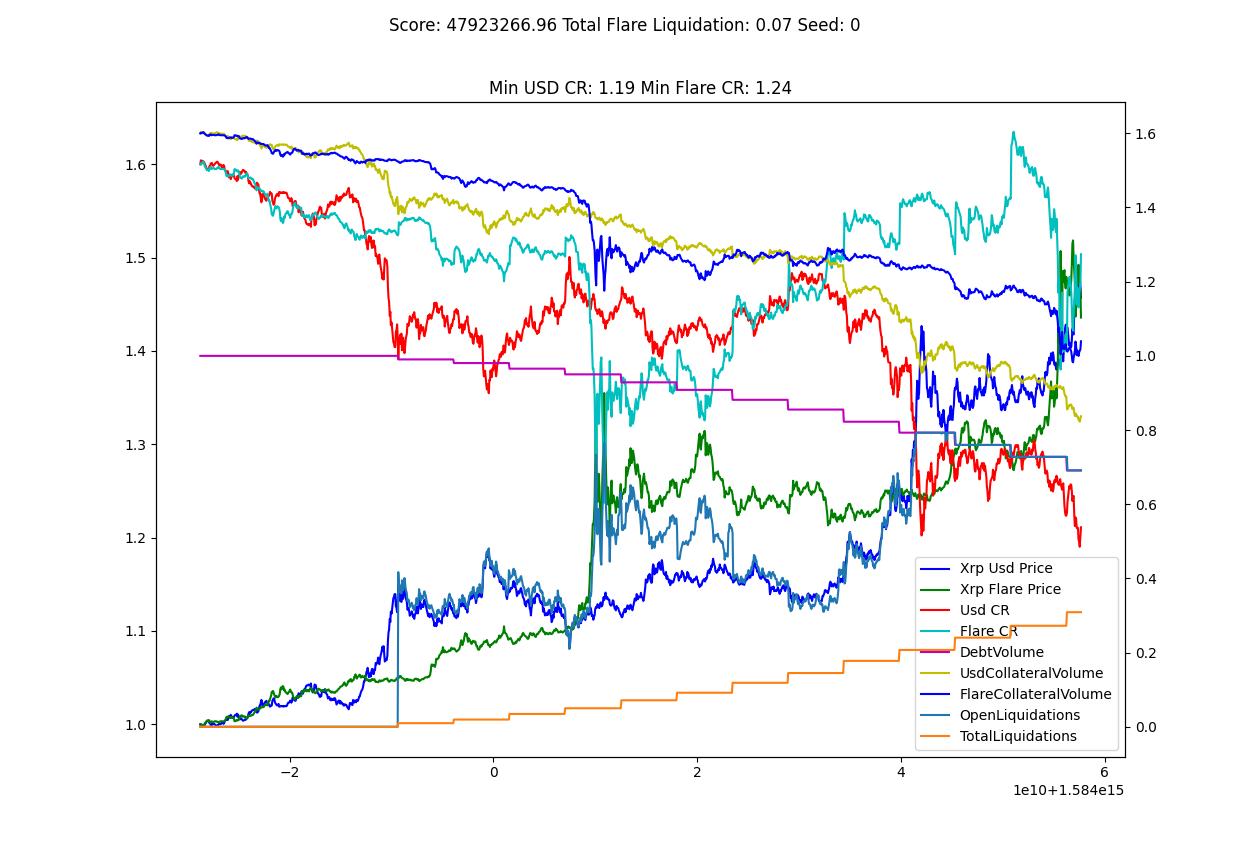 Score: 47923266.96 Total Flare Liquidation: 0.07 Seed: 0
Min USD CR: 1.19 Min Flare CR: 1.24
1.6
1.5
1.4
1.3
1.2
1.1
1.0
1.6
1.4
1.2
1.0
0.8
0.6
0.4
0.2
0.0
Xrp Usd Price
Xrp Flare Price
Usd CR
Flare CR
DebtVolume
UsdCollateralVolume
FlareCollateralVolume
OpenLiquidations
TotalLiquidations
−2 0 2 4 6
1e10+1.584e15